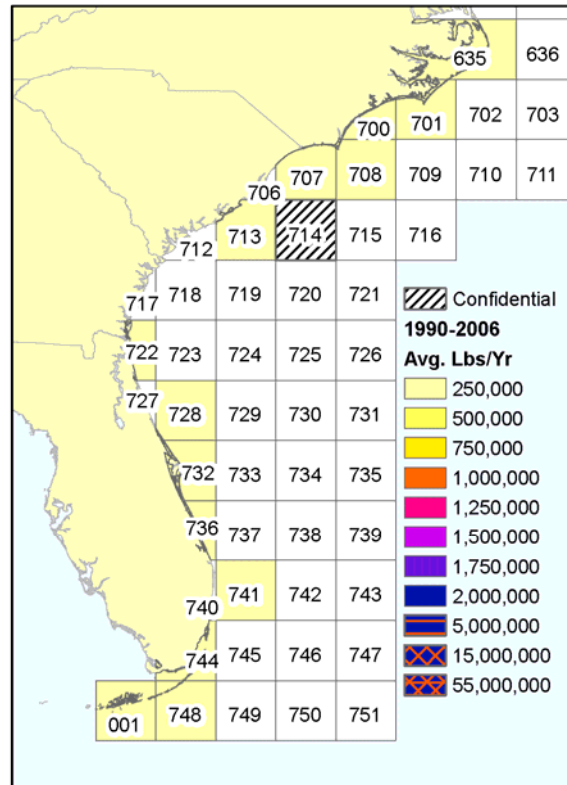 635 636
700 701 702 703
706 707 708 709 710 711
712 713 714 715 716
717 718 719 720 721
722 723 724 725 726
727 728 729 730 731
732 733 734 735
736 737 738 739
740 741 742 743
744 745 746 747
001 748 749 750 751
Confidential
1990-2006
Avg. Lbs/Yr
250,000
500,000
750,000
1,000,000
1,250,000
1,500,000
1,750,000
2,000,000
5,000,000
15,000,000
55,000,000